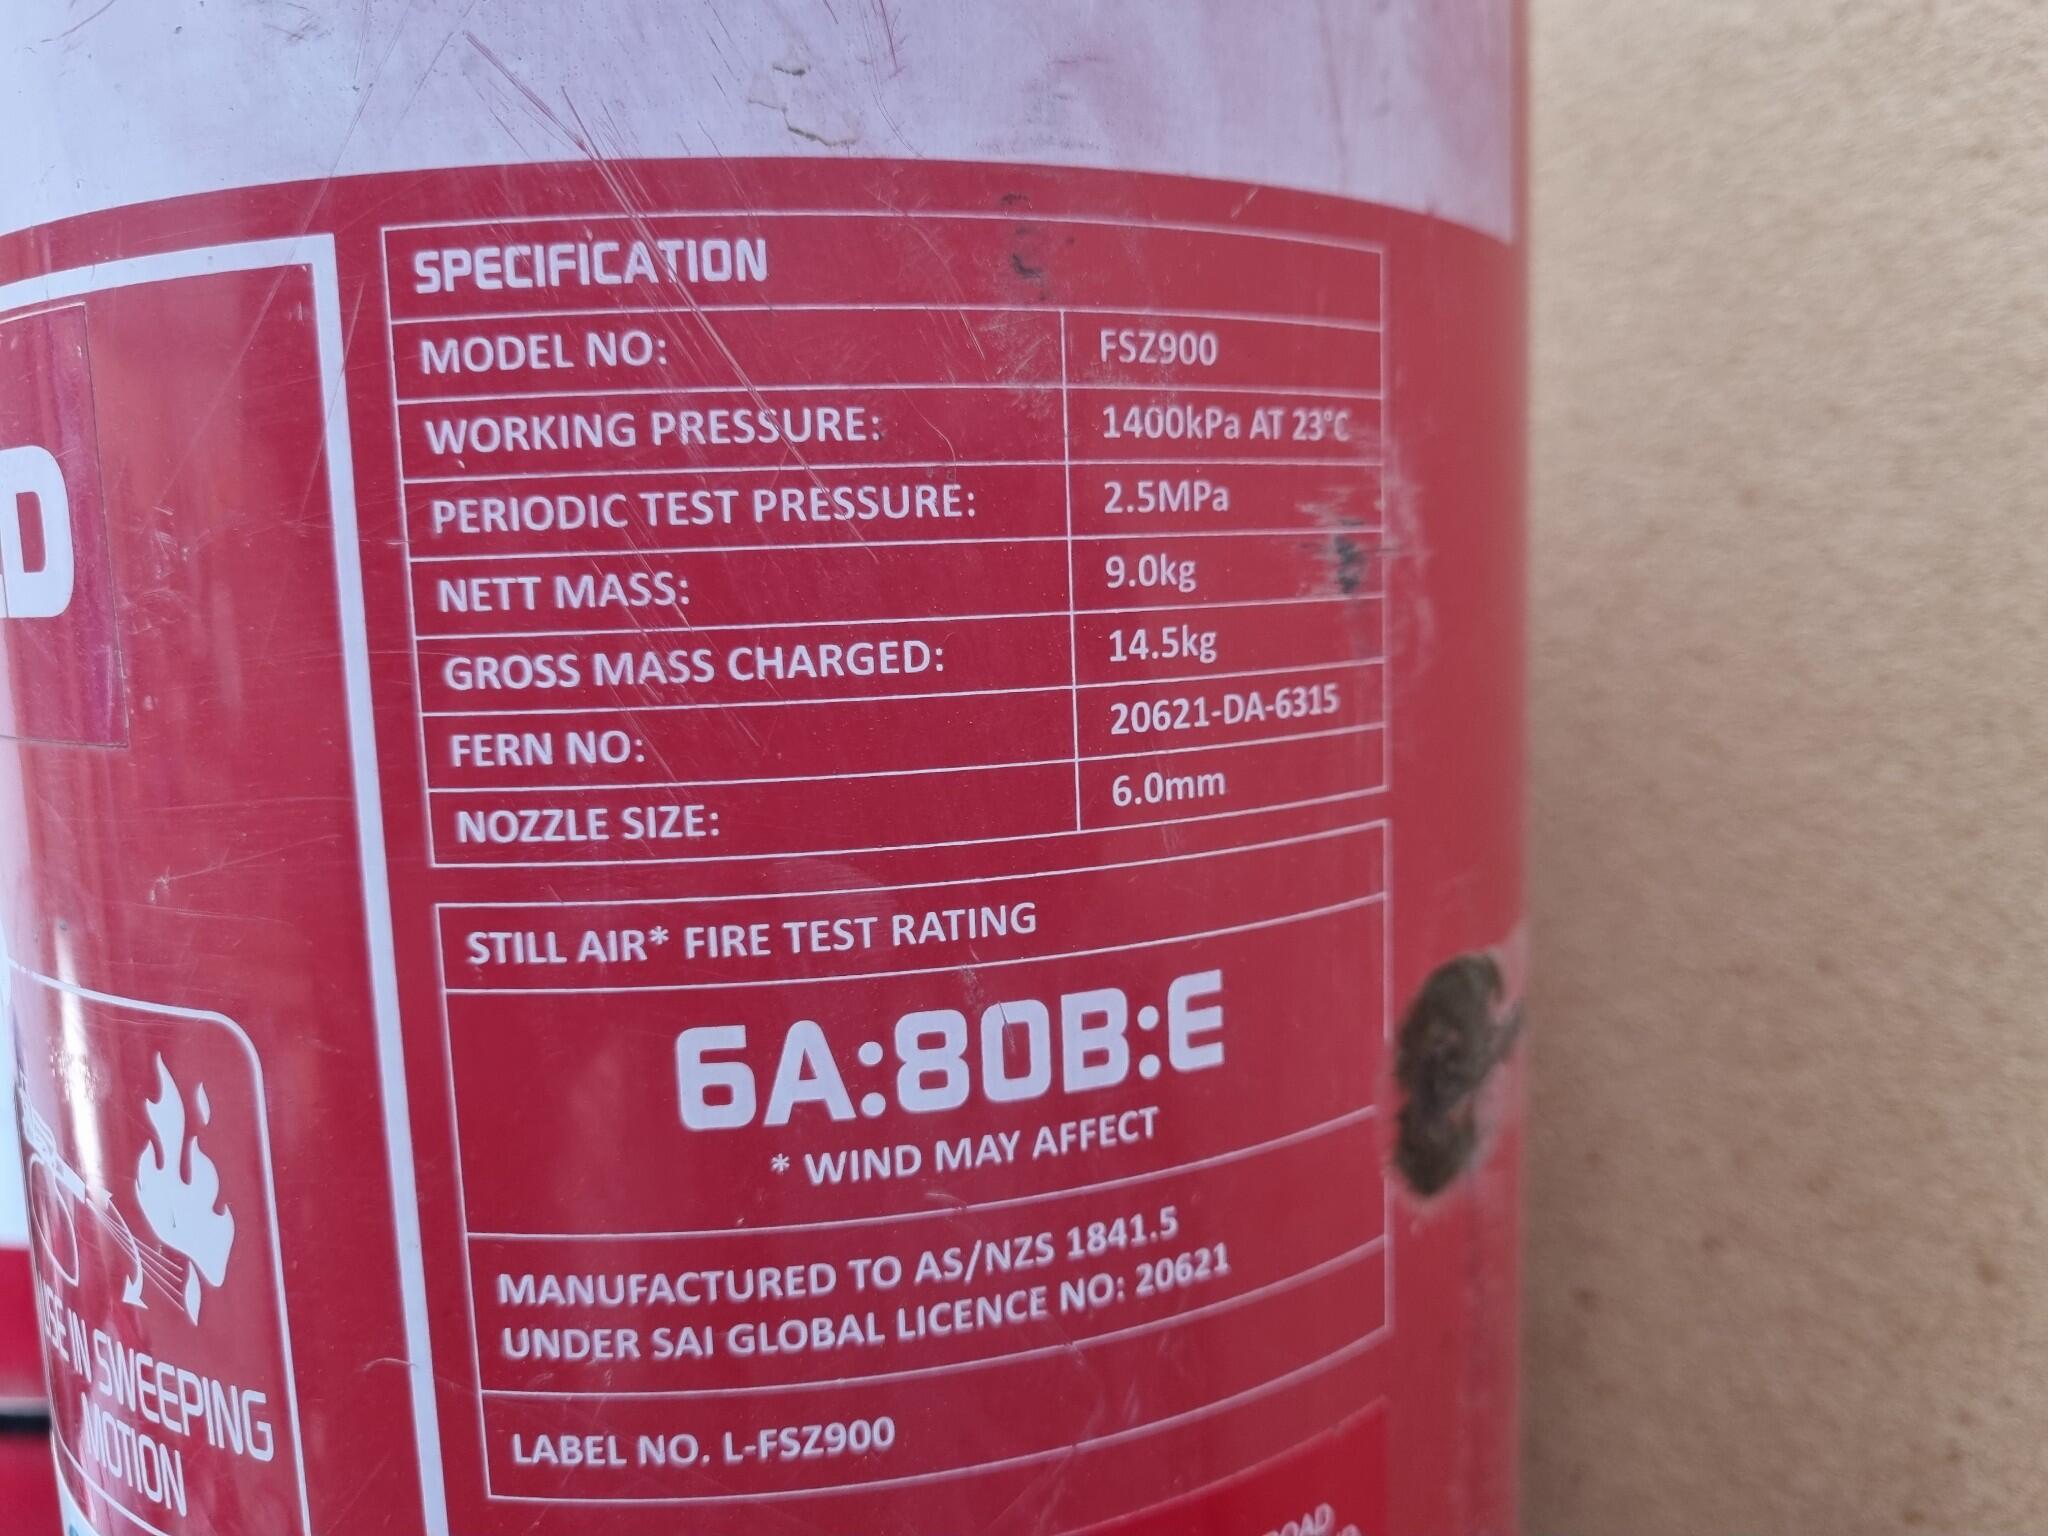 D
SPECIFICATION
MODEL NO: FSZ900
WORKING PRESSURE: 1400kPa AT 23°C
PERIODIC TEST PRESSURE: 2.5MPa
NETT MASS: 9.0kg
GROSS MASS CHARGED: 14.5kg
FERN NO: 20621-DA-6315
NOZZLE SIZE: 6.0mm
STILL AIR* FIRE TEST RATING
6A:80B:E
* WIND MAY AFFECT
MANUFACTURED TO AS/NZS 1841.5
UNDER SAI GLOBAL LICENCE NO: 20621
LABEL NO. L-FSZ900
USE IN SWEEPING
MOTION